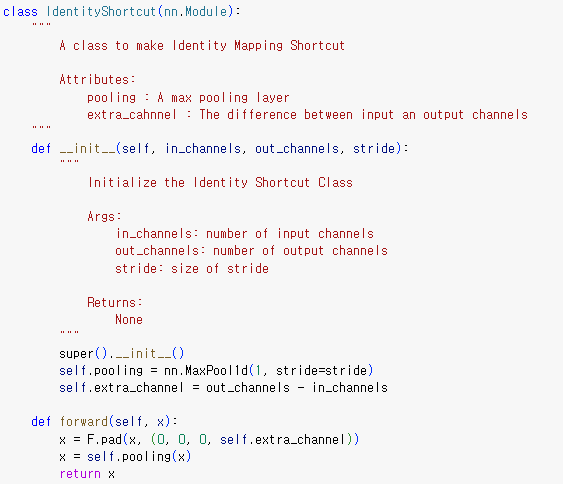 class IdentityShortcut(nn.Module):
    """
        A class to make Identity Mapping Shortcut

        Attributes:
            pooling : A max pooling layer
            extra_cahnnel : The difference between input an output channels
    """
    def __init__(self, in_channels, out_channels, stride):
        """
            Initialize the Identity Shortcut Class

            Args:
                in_channels: number of input channels
                out_channels: number of output channels
                stride: size of stride

            Returns:
                None
        """
        super().__init__()
        self.pooling = nn.MaxPool1d(1, stride=stride)
        self.extra_channel = out_channels - in_channels

    def forward(self, x):
        x = F.pad(x, (0, 0, 0, self.extra_channel))
        x = self.pooling(x)
        return x